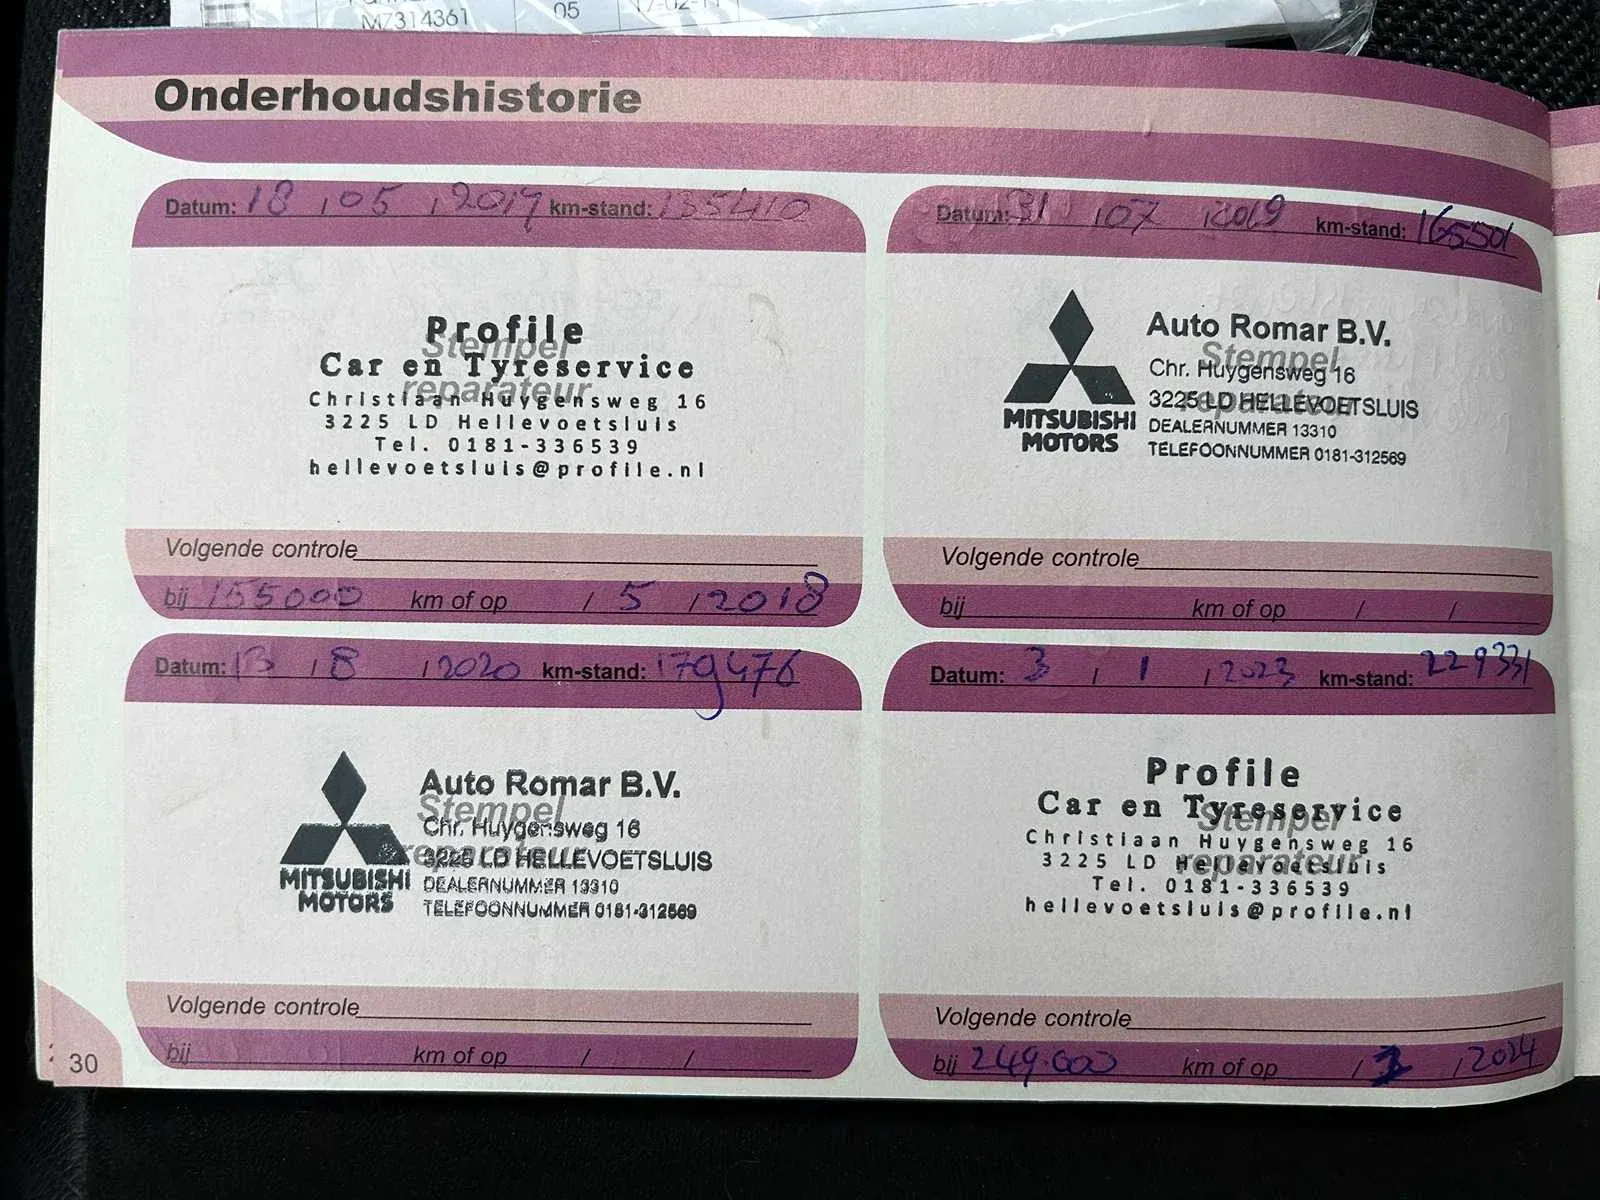 M7314361 05
Onderhoudshistorie
Datum: 18 / 05 / 2017 km-stand: 135410
Profile
Stempel
Car en Tyreservice
reparateur
Christiaan Huygensweg 16
3225 LD Hellevoetsluis
Tel. 0181-336539
hellevoetsluis@profile.nl
Volgende controle
bij 155000 km of op / 5 / 2018
Datum: 31 / 07 / 2019 km-stand: 165501
Auto Romar B.V.
Stempel
Chr. Huygensweg 16
3225 LD HELLEVOETSLUIS
reparateur
DEALERNUMMER 13310
TELEFOONNUMMER 0181-312569
MITSUBISHI
MOTORS
Volgende controle
bij km of op / /
Datum: 13 / 8 / 2020 km-stand: 179476
Auto Romar B.V.
Stempel
Chr. Huygensweg 16
reparateur
3225 LD HELLEVOETSLUIS
DEALERNUMMER 13310
TELEFOONNUMMER 0181-312569
MITSUBISHI
MOTORS
Volgende controle
bij km of op / /
Datum: 3 / 1 / 2023 km-stand: 229331
Profile
Car en Tyreservice
Stempel
Christiaan Huygensweg 16
3225 LD Hellevoetsluis
reparateur
Tel. 0181-336539
hellevoetsluis@profile.nl
Volgende controle
bij 249.000 km of op / / 2024
30